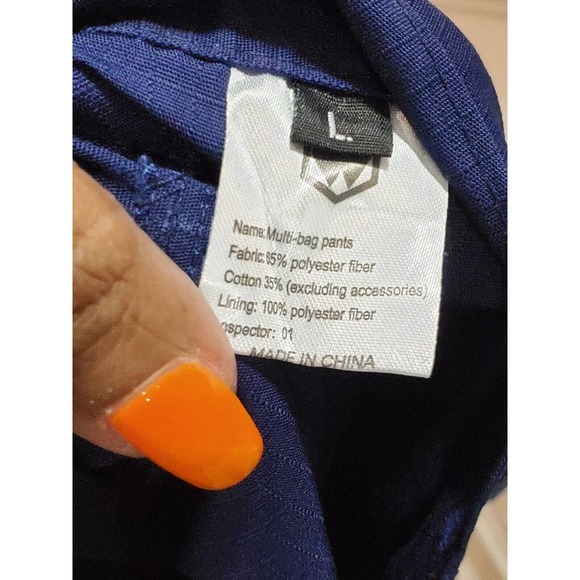 L.
Name:Multi-bag pants
Fabric:65% polyester fiber
Cotton 35% (excluding accessories)
Lining: 100% polyester fiber
nspector: 01
MADE IN CHINA